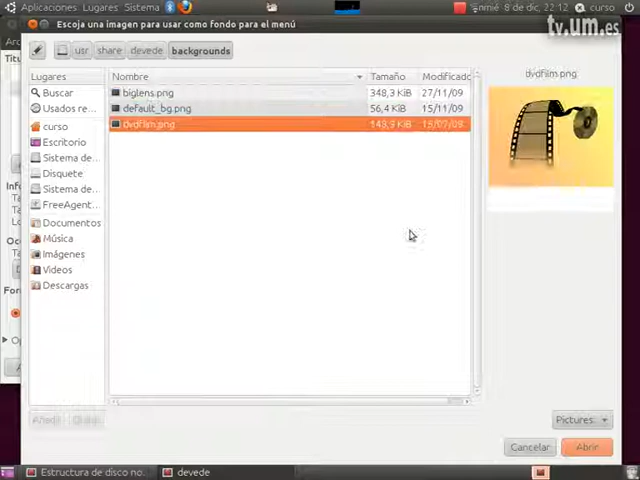 Aplicaciones Lugares Sistema mié 8 de dic, 22:12 curso
tv.um.es
Escoja una imagen para usar como fondo para el menú
usr share devede backgrounds
Lugares Nombre Tamaño Modificado
dvdfilm.png
Buscar biglens.png 348,3 KiB 27/11/09
Usados re... default_bg.png 56,4 KiB 15/11/09
curso dvdfilm.png 149,9 KiB 15/07/09
Escritorio
Sistema de...
Disquete
Sistema de...
FreeAgent...
Documentos
Música
Imágenes
Vídeos
Descargas
Añadir Pictures
Cancelar Abrir
Estructura de disco no... devede